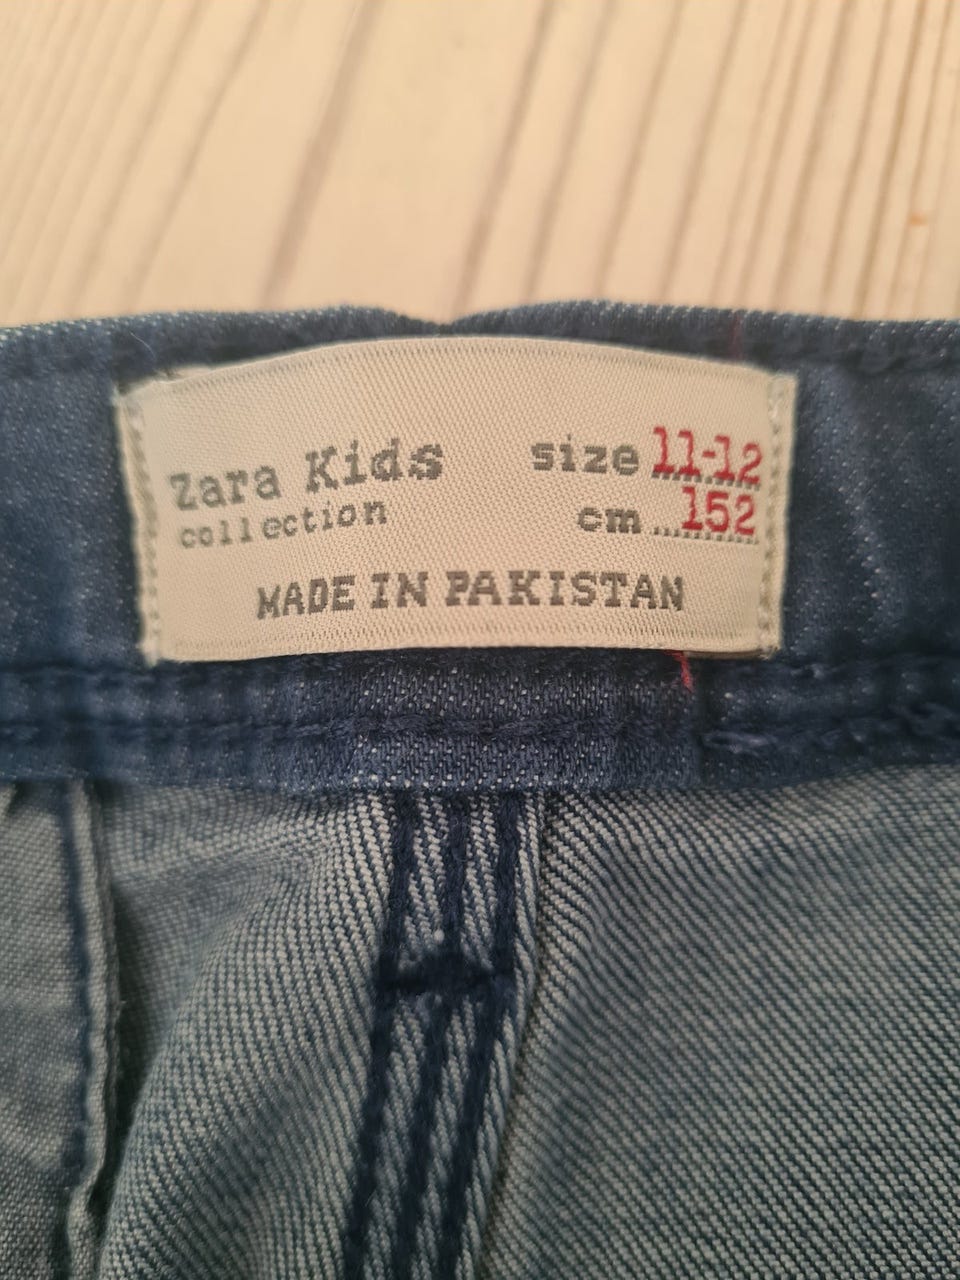 Zara Kids
collection
size 11-12
cm...152
MADE IN PAKISTAN